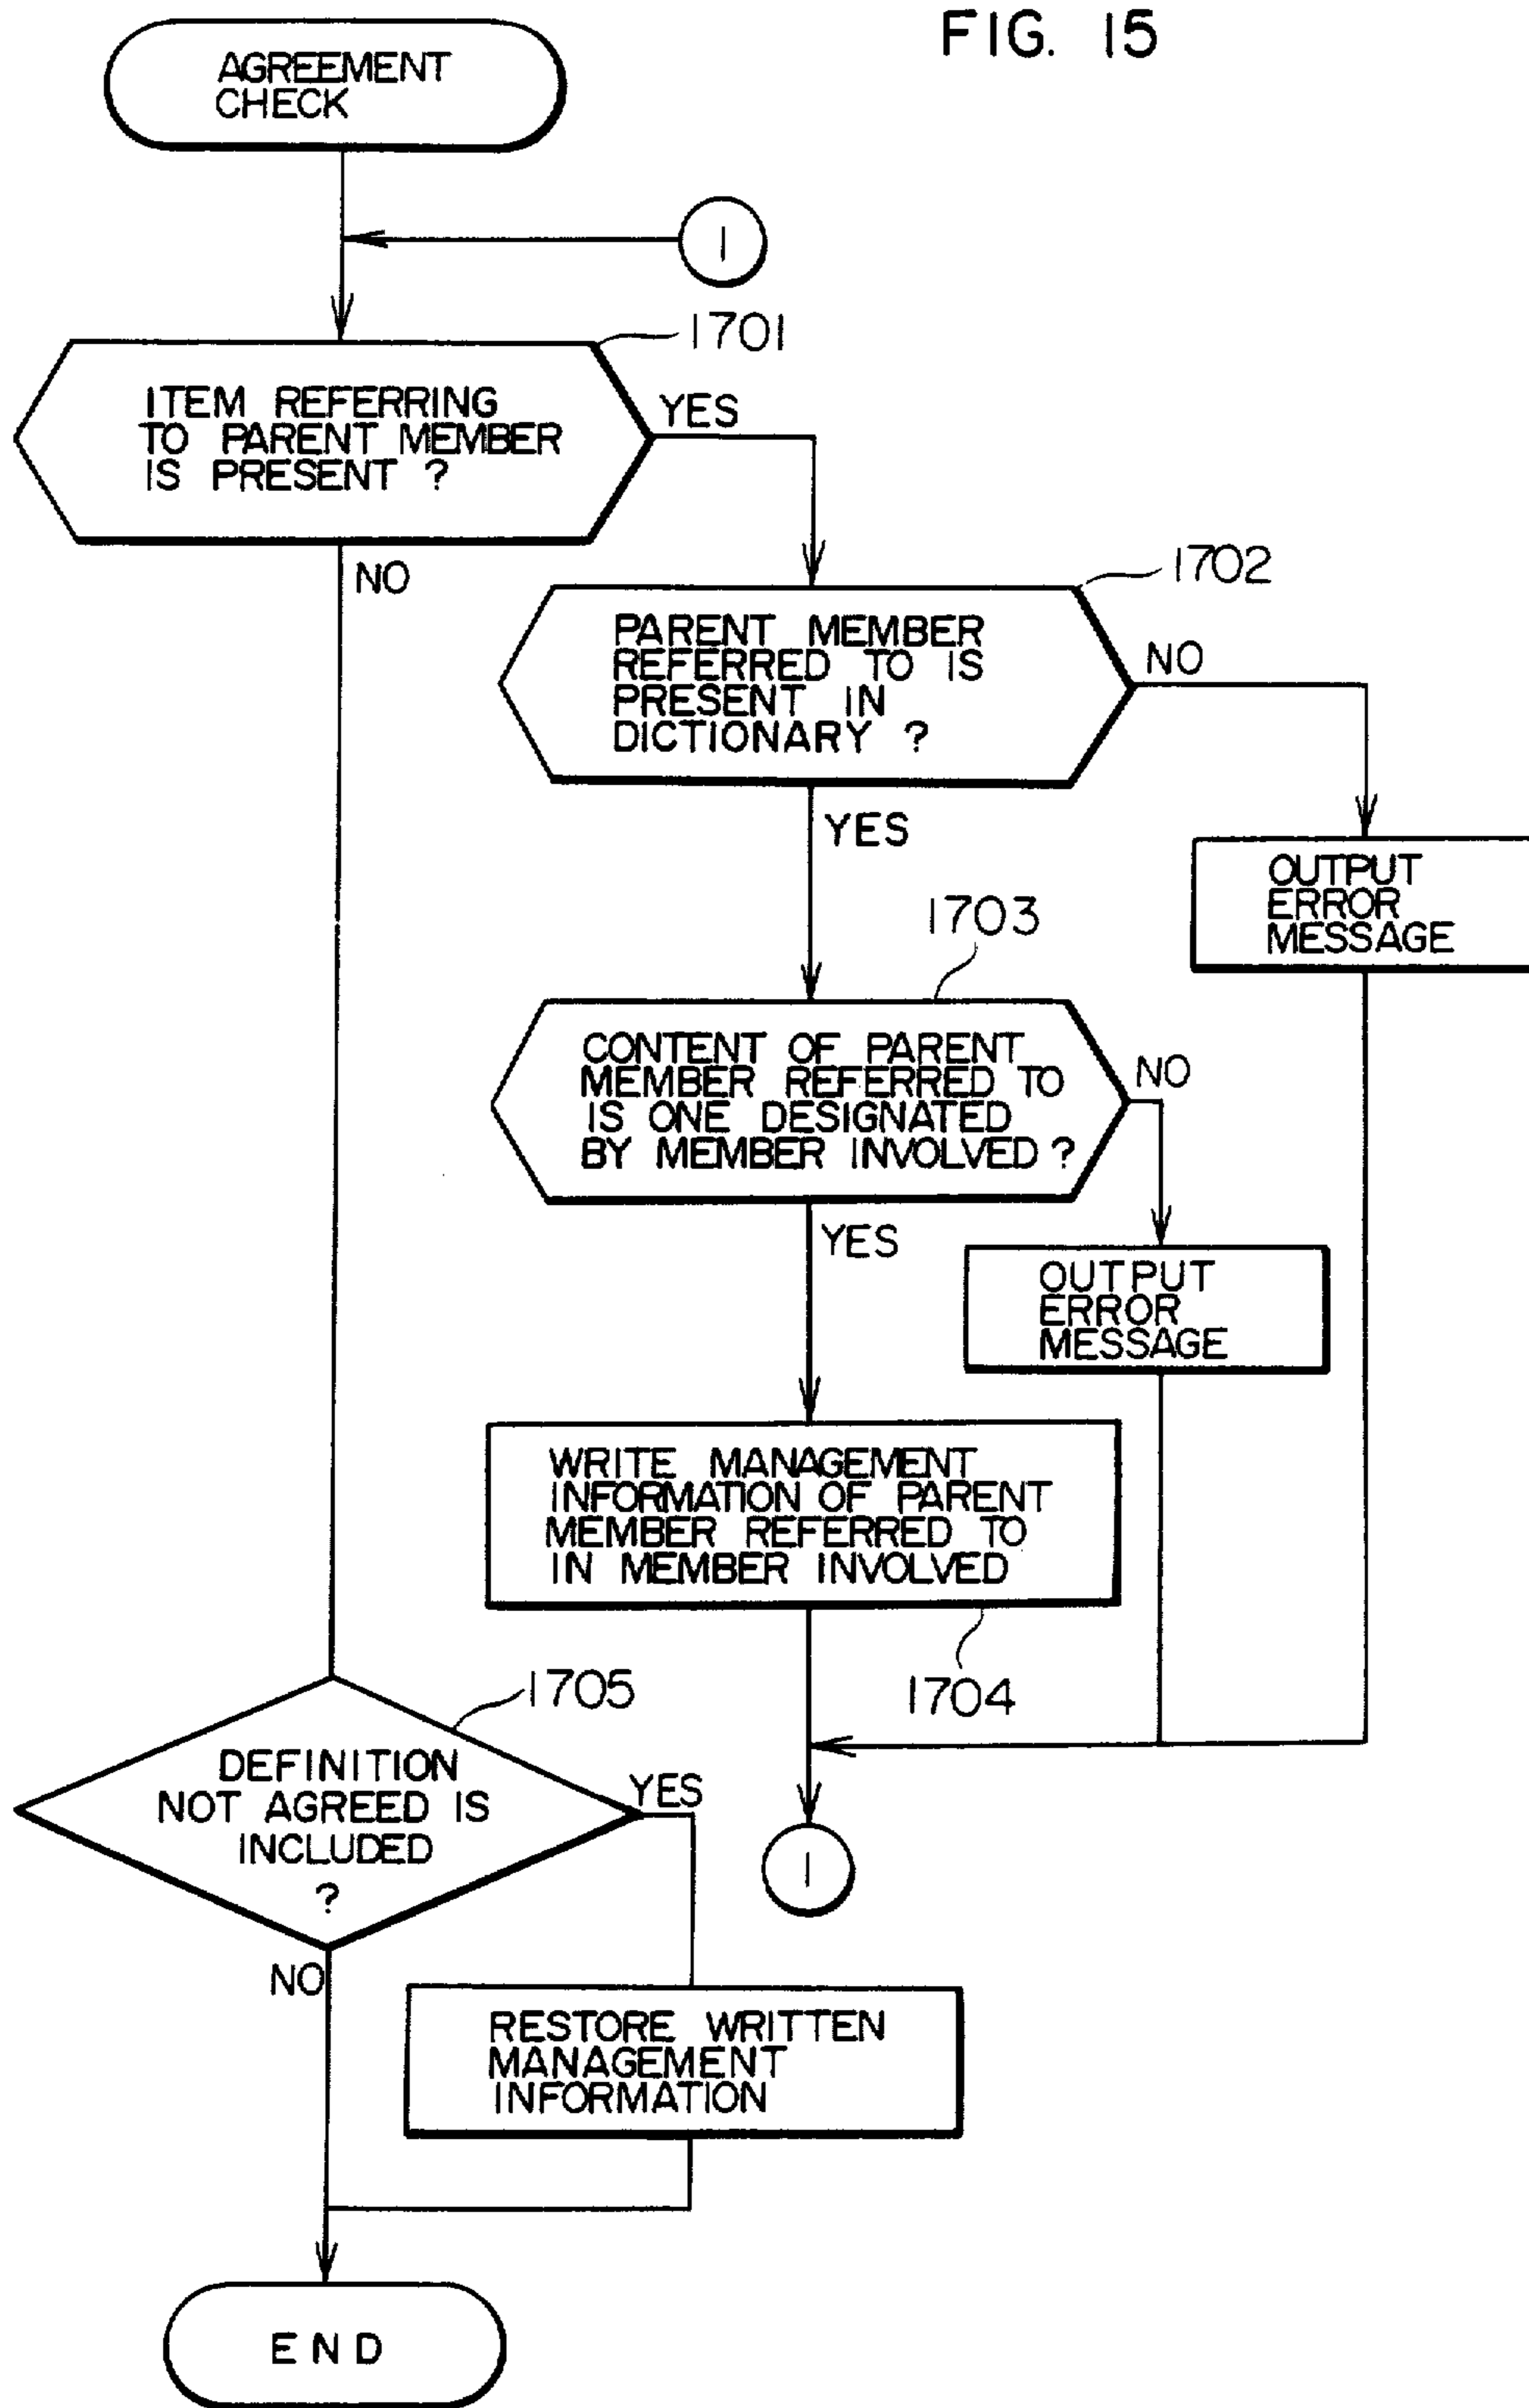 FIG. 15
AGREEMENT
CHECK
1
1701
ITEM REFERRING
TO PARENT MEMBER
IS PRESENT ?
YES
NO
1702
PARENT MEMBER
REFERRED TO IS
PRESENT IN
DICTIONARY ?
NO
YES
OUTPUT
ERROR
MESSAGE
1703
CONTENT OF PARENT
MEMBER REFERRED TO
IS ONE DESIGNATED
BY MEMBER INVOLVED ?
NO
YES
OUTPUT
ERROR
MESSAGE
WRITE MANAGEMENT
INFORMATION OF PARENT
MEMBER REFERRED TO
IN MEMBER INVOLVED
1704
1705
DEFINITION
NOT AGREED IS
INCLUDED
?
YES
1
NO
RESTORE WRITTEN
MANAGEMENT
INFORMATION
END